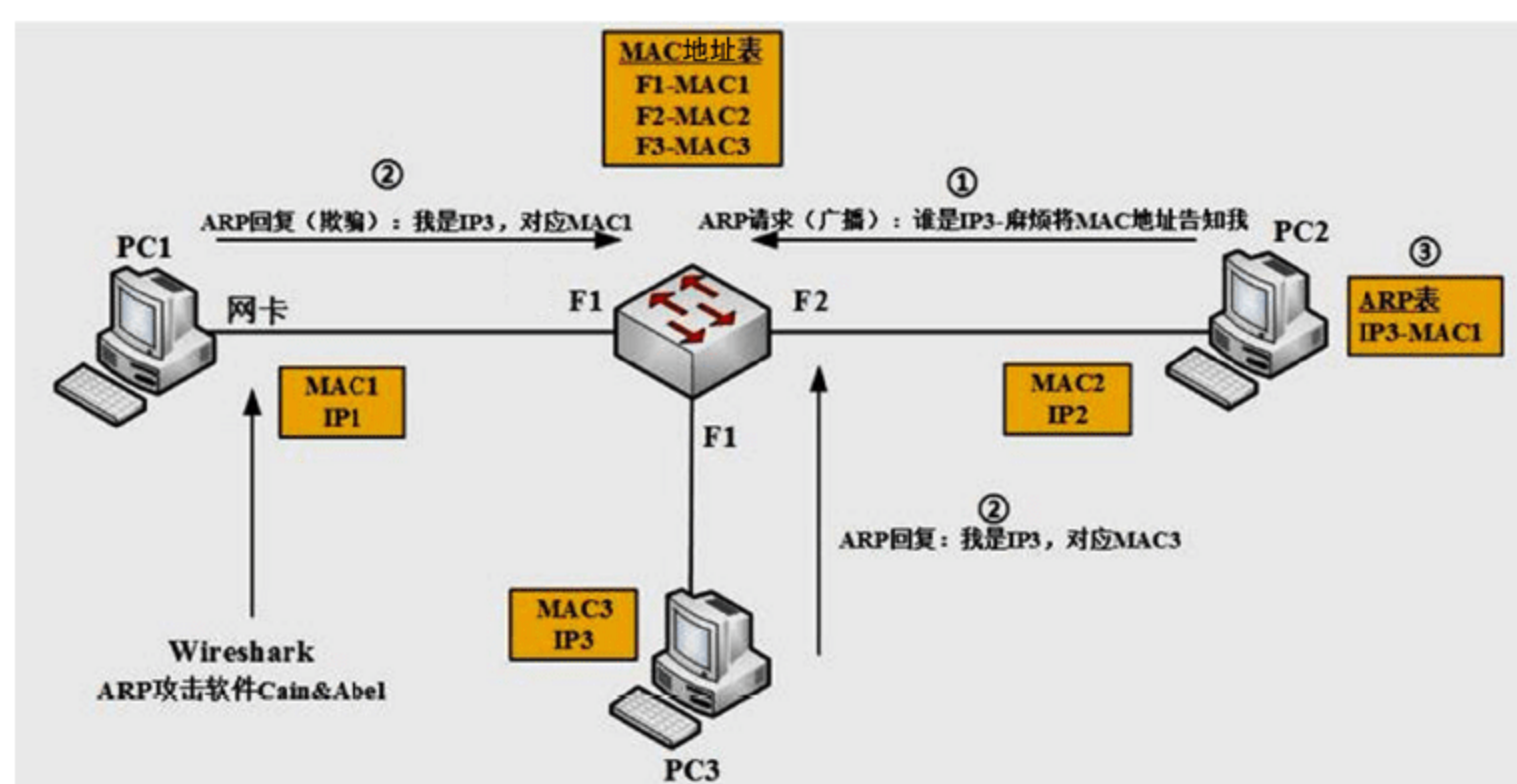 MAC地址表
F1-MAC1
F2-MAC2
F3-MAC3
②
ARP回复（欺骗）：我是IP3，对应MAC1
①
ARP请求（广播）：谁是IP3-麻烦将MAC地址告知我
PC1
PC2
③
ARP表
IP3-MAC1
网卡
F1
F2
MAC1
IP1
MAC2
IP2
F1
②
ARP回复：我是IP3，对应MAC3
MAC3
IP3
Wireshark
ARP攻击软件Cain&Abel
PC3